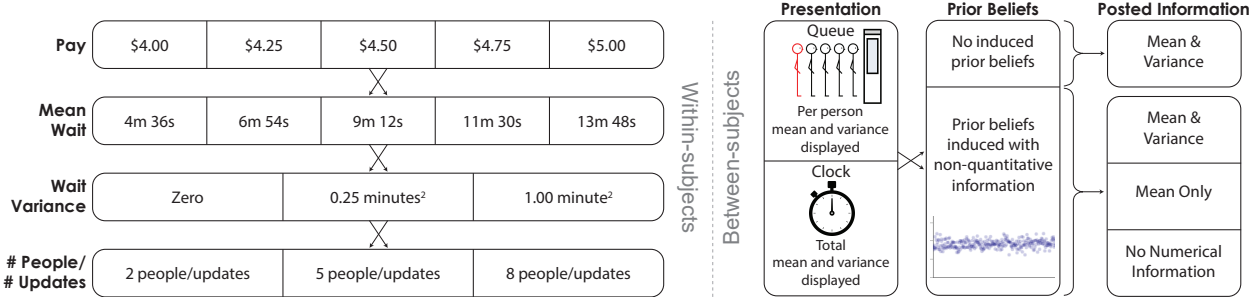 Pay
$4.00 $4.25 $4.50 $4.75 $5.00
Mean
Wait
4m 36s 6m 54s 9m 12s 11m 30s 13m 48s
Wait
Variance
Zero 0.25 minutes² 1.00 minute²
# People/
# Updates
2 people/updates 5 people/updates 8 people/updates
Within-subjects
Between-subjects
Presentation
Queue
Per person
mean and variance
displayed
Clock
Total
mean and variance
displayed
Prior Beliefs
No induced
prior beliefs
Prior beliefs
induced with
non-quantitative
information
Posted Information
Mean &
Variance
Mean &
Variance
Mean Only
No Numerical
Information